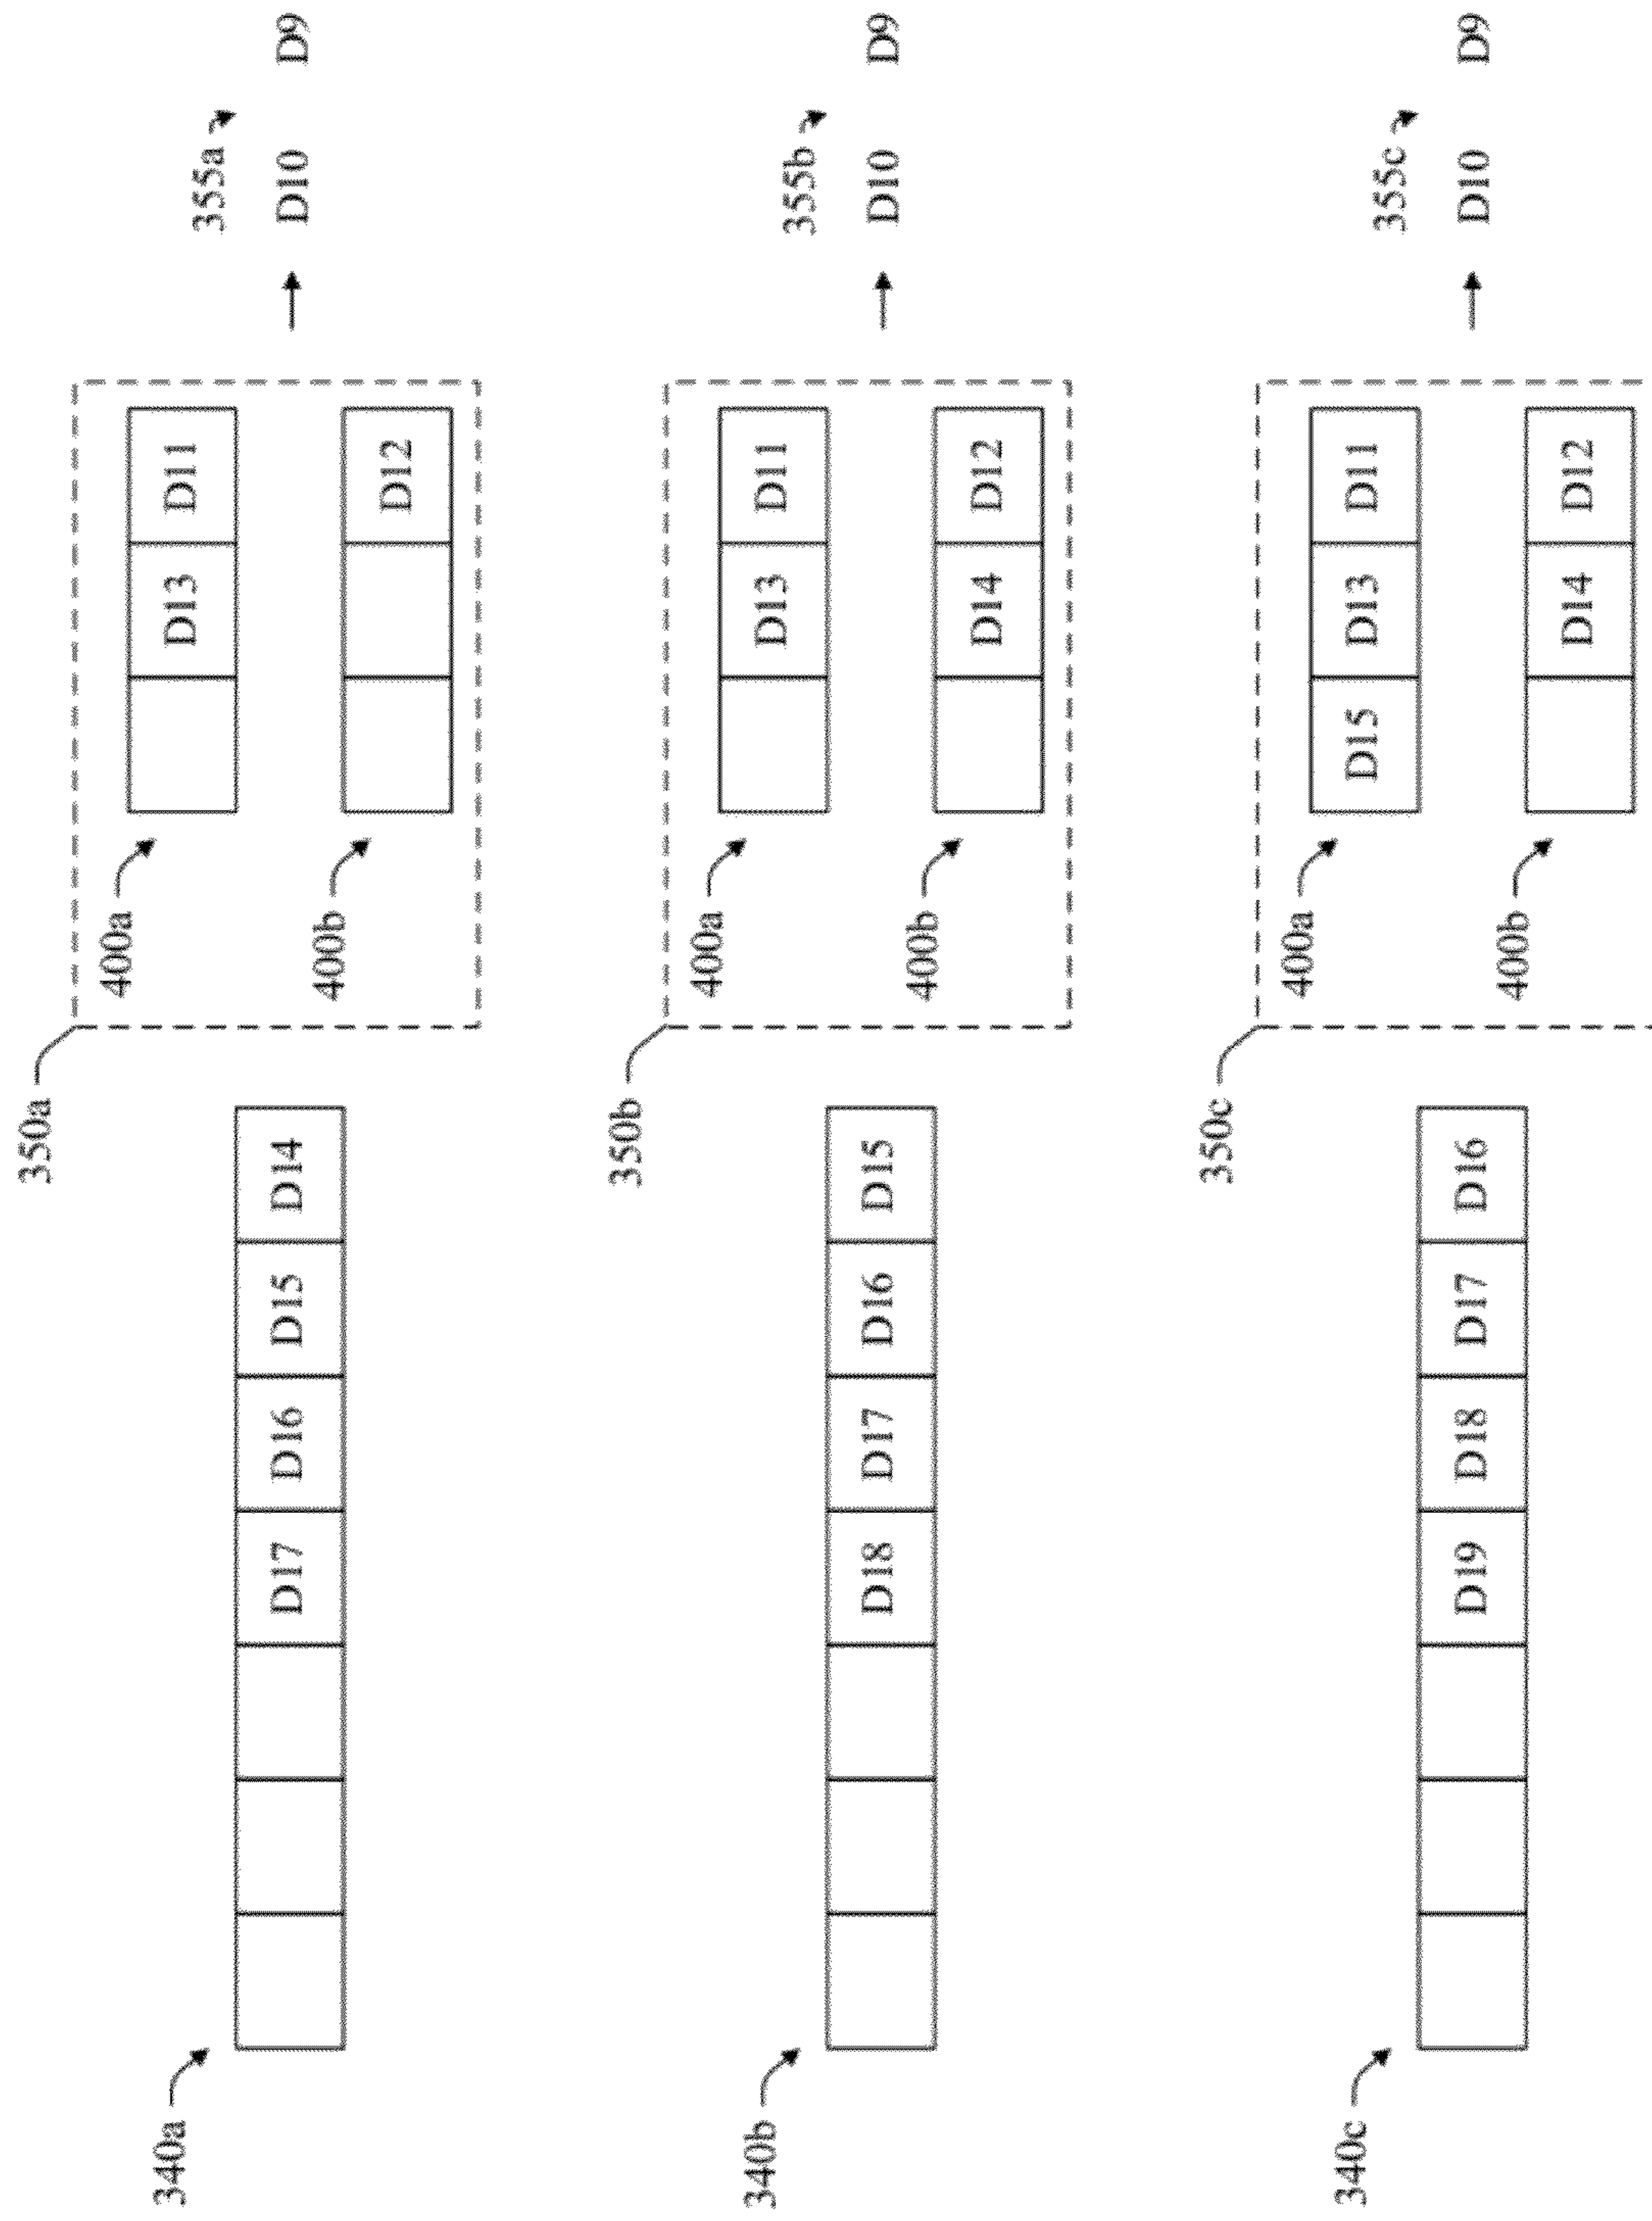 350a
400a
340a
D13 D11
355a
D17 D16 D15 D14
D10 D9
400b
D12
350b
400a
340b
D13 D11
355b
D18 D17 D16 D15
D10 D9
400b
D14 D12
350c
400a
340c
D15 D13 D11
355c
D19 D18 D17 D16
D10 D9
400b
D14 D12